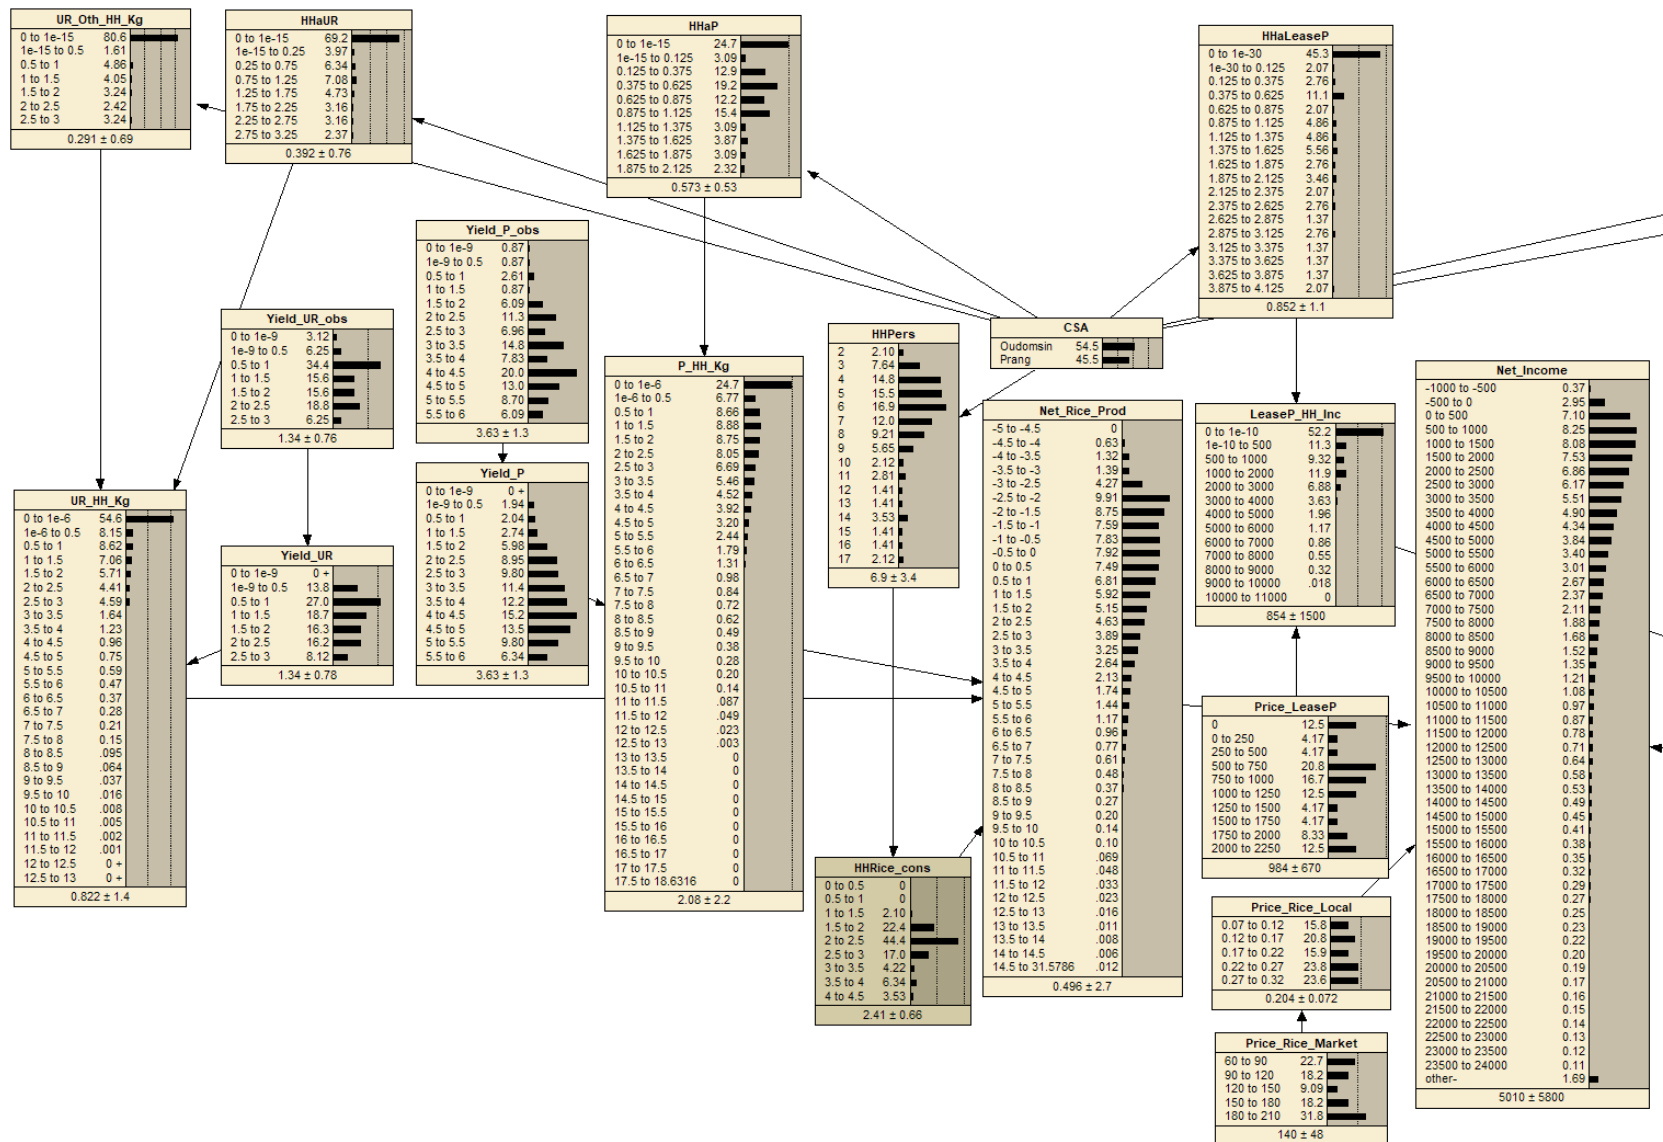 UR_Oth_HH_Kg
0 to 1e-15 80.6
1e-15 to 0.5 1.61
0.5 to 1 4.86
1 to 1.5 4.05
1.5 to 2 3.24
2 to 2.5 2.42
2.5 to 3 3.24
0.291 ± 0.69
HHaUR
0 to 1e-15 69.2
1e-15 to 0.25 3.97
0.25 to 0.75 6.34
0.75 to 1.25 7.08
1.25 to 1.75 4.73
1.75 to 2.25 3.16
2.25 to 2.75 3.16
2.75 to 3.25 2.37
0.392 ± 0.76
HHaP
0 to 1e-15 24.7
1e-15 to 0.125 3.09
0.125 to 0.375 12.9
0.375 to 0.625 19.2
0.625 to 0.875 12.2
0.875 to 1.125 15.4
1.125 to 1.375 3.09
1.375 to 1.625 3.87
1.625 to 1.875 3.09
1.875 to 2.125 2.32
0.573 ± 0.53
HHaLeaseP
0 to 1e-30 45.3
1e-30 to 0.125 2.07
0.125 to 0.375 2.76
0.375 to 0.625 11.1
0.625 to 0.875 2.07
0.875 to 1.125 4.86
1.125 to 1.375 4.86
1.375 to 1.625 5.56
1.625 to 1.875 2.76
1.875 to 2.125 3.46
2.125 to 2.375 2.07
2.375 to 2.625 2.76
2.625 to 2.875 1.37
2.875 to 3.125 2.76
3.125 to 3.375 1.37
3.375 to 3.625 1.37
3.625 to 3.875 1.37
3.875 to 4.125 2.07
0.852 ± 1.1
Yield_P_obs
0 to 1e-9 0.87
1e-9 to 0.5 0.87
0.5 to 1 2.61
1 to 1.5 0.87
1.5 to 2 6.09
2 to 2.5 11.3
2.5 to 3 6.96
3 to 3.5 14.8
3.5 to 4 7.83
4 to 4.5 20.0
4.5 to 5 13.0
5 to 5.5 8.70
5.5 to 6 6.09
3.63 ± 1.3
Yield_UR_obs
0 to 1e-9 3.12
1e-9 to 0.5 6.25
0.5 to 1 34.4
1 to 1.5 15.6
1.5 to 2 15.6
2 to 2.5 18.8
2.5 to 3 6.25
1.34 ± 0.76
HHPers
2 2.10
3 7.64
4 14.8
5 15.5
6 16.9
7 12.0
8 9.21
9 5.65
10 2.12
11 2.81
12 1.41
13 1.41
14 3.53
15 1.41
16 1.41
17 2.12
6.9 ± 3.4
CSA
Oudomsin 54.5
Prang 45.5
P_HH_Kg
0 to 1e-6 24.7
1e-6 to 0.5 6.77
0.5 to 1 8.66
1 to 1.5 8.88
1.5 to 2 8.75
2 to 2.5 8.05
2.5 to 3 6.69
3 to 3.5 5.46
3.5 to 4 4.52
4 to 4.5 3.92
4.5 to 5 3.20
5 to 5.5 2.44
5.5 to 6 1.79
6 to 6.5 1.31
6.5 to 7 0.98
7 to 7.5 0.84
7.5 to 8 0.72
8 to 8.5 0.62
8.5 to 9 0.49
9 to 9.5 0.38
9.5 to 10 0.28
10 to 10.5 0.20
10.5 to 11 0.14
11 to 11.5 .087
11.5 to 12 .049
12 to 12.5 .023
12.5 to 13 .003
13 to 13.5 0
13.5 to 14 0
14 to 14.5 0
14.5 to 15 0
15 to 15.5 0
15.5 to 16 0
16 to 16.5 0
16.5 to 17 0
17 to 17.5 0
17.5 to 18.6316 0
2.08 ± 2.2
Yield_P
0 to 1e-9 0 +
1e-9 to 0.5 1.94
0.5 to 1 2.04
1 to 1.5 2.74
1.5 to 2 5.98
2 to 2.5 8.95
2.5 to 3 9.80
3 to 3.5 11.4
3.5 to 4 12.2
4 to 4.5 15.2
4.5 to 5 13.5
5 to 5.5 9.80
5.5 to 6 6.34
3.63 ± 1.3
UR_HH_Kg
0 to 1e-6 54.6
1e-6 to 0.5 8.15
0.5 to 1 8.62
1 to 1.5 7.06
1.5 to 2 5.71
2 to 2.5 4.41
2.5 to 3 4.59
3 to 3.5 1.64
3.5 to 4 1.23
4 to 4.5 0.96
4.5 to 5 0.75
5 to 5.5 0.59
5.5 to 6 0.47
6 to 6.5 0.37
6.5 to 7 0.28
7 to 7.5 0.21
7.5 to 8 0.15
8 to 8.5 .095
8.5 to 9 .064
9 to 9.5 .037
9.5 to 10 .016
10 to 10.5 .008
10.5 to 11 .005
11 to 11.5 .002
11.5 to 12 .001
12 to 12.5 0 +
12.5 to 13 0 +
0.822 ± 1.4
Yield_UR
0 to 1e-9 0 +
1e-9 to 0.5 13.8
0.5 to 1 27.0
1 to 1.5 18.7
1.5 to 2 16.3
2 to 2.5 16.2
2.5 to 3 8.12
1.34 ± 0.78
Net_Rice_Prod
-5 to -4.5 0
-4.5 to -4 0.63
-4 to -3.5 1.32
-3.5 to -3 1.39
-3 to -2.5 4.27
-2.5 to -2 9.91
-2 to -1.5 8.75
-1.5 to -1 7.59
-1 to -0.5 7.83
-0.5 to 0 7.92
0 to 0.5 7.49
0.5 to 1 6.81
1 to 1.5 5.92
1.5 to 2 5.15
2 to 2.5 4.63
2.5 to 3 3.89
3 to 3.5 3.25
3.5 to 4 2.64
4 to 4.5 2.13
4.5 to 5 1.74
5 to 5.5 1.44
5.5 to 6 1.17
6 to 6.5 0.96
6.5 to 7 0.77
7 to 7.5 0.61
7.5 to 8 0.48
8 to 8.5 0.37
8.5 to 9 0.27
9 to 9.5 0.20
9.5 to 10 0.14
10 to 10.5 0.10
10.5 to 11 .069
11 to 11.5 .048
11.5 to 12 .033
12 to 12.5 .023
12.5 to 13 .016
13 to 13.5 .011
13.5 to 14 .008
14 to 14.5 .006
14.5 to 31.5786 .012
0.496 ± 2.7
LeaseP_HH_Inc
0 to 1e-10 52.2
1e-10 to 500 11.3
500 to 1000 9.32
1000 to 2000 11.9
2000 to 3000 6.88
3000 to 4000 3.63
4000 to 5000 1.96
5000 to 6000 1.17
6000 to 7000 0.86
7000 to 8000 0.55
8000 to 9000 0.32
9000 to 10000 .018
10000 to 11000 0
854 ± 1500
Net_Income
-1000 to -500 0.37
-500 to 0 2.95
0 to 500 7.10
500 to 1000 8.25
1000 to 1500 8.08
1500 to 2000 7.53
2000 to 2500 6.86
2500 to 3000 6.17
3000 to 3500 5.51
3500 to 4000 4.90
4000 to 4500 4.34
4500 to 5000 3.84
5000 to 5500 3.40
5500 to 6000 3.01
6000 to 6500 2.67
6500 to 7000 2.37
7000 to 7500 2.11
7500 to 8000 1.88
8000 to 8500 1.68
8500 to 9000 1.52
9000 to 9500 1.35
9500 to 10000 1.21
10000 to 10500 1.08
10500 to 11000 0.97
11000 to 11500 0.87
11500 to 12000 0.78
12000 to 12500 0.71
12500 to 13000 0.64
13000 to 13500 0.58
13500 to 14000 0.53
14000 to 14500 0.49
14500 to 15000 0.45
15000 to 15500 0.41
15500 to 16000 0.38
16000 to 16500 0.35
16500 to 17000 0.32
17000 to 17500 0.29
17500 to 18000 0.27
18000 to 18500 0.25
18500 to 19000 0.23
19000 to 19500 0.22
19500 to 20000 0.20
20000 to 20500 0.19
20500 to 21000 0.17
21000 to 21500 0.16
21500 to 22000 0.15
22000 to 22500 0.14
22500 to 23000 0.13
23000 to 23500 0.12
23500 to 24000 0.11
other- 1.69
5010 ± 5800
Price_LeaseP
0 12.5
0 to 250 4.17
250 to 500 4.17
500 to 750 20.8
750 to 1000 16.7
1000 to 1250 12.5
1250 to 1500 4.17
1500 to 1750 4.17
1750 to 2000 8.33
2000 to 2250 12.5
984 ± 670
HHRice_cons
0 to 0.5 0
0.5 to 1 0
1 to 1.5 2.10
1.5 to 2 22.4
2 to 2.5 44.4
2.5 to 3 17.0
3 to 3.5 4.22
3.5 to 4 6.34
4 to 4.5 3.53
2.41 ± 0.66
Price_Rice_Local
0.07 to 0.12 15.8
0.12 to 0.17 20.8
0.17 to 0.22 15.9
0.22 to 0.27 23.8
0.27 to 0.32 23.6
0.204 ± 0.072
Price_Rice_Market
60 to 90 22.7
90 to 120 18.2
120 to 150 9.09
150 to 180 18.2
180 to 210 31.8
140 ± 48